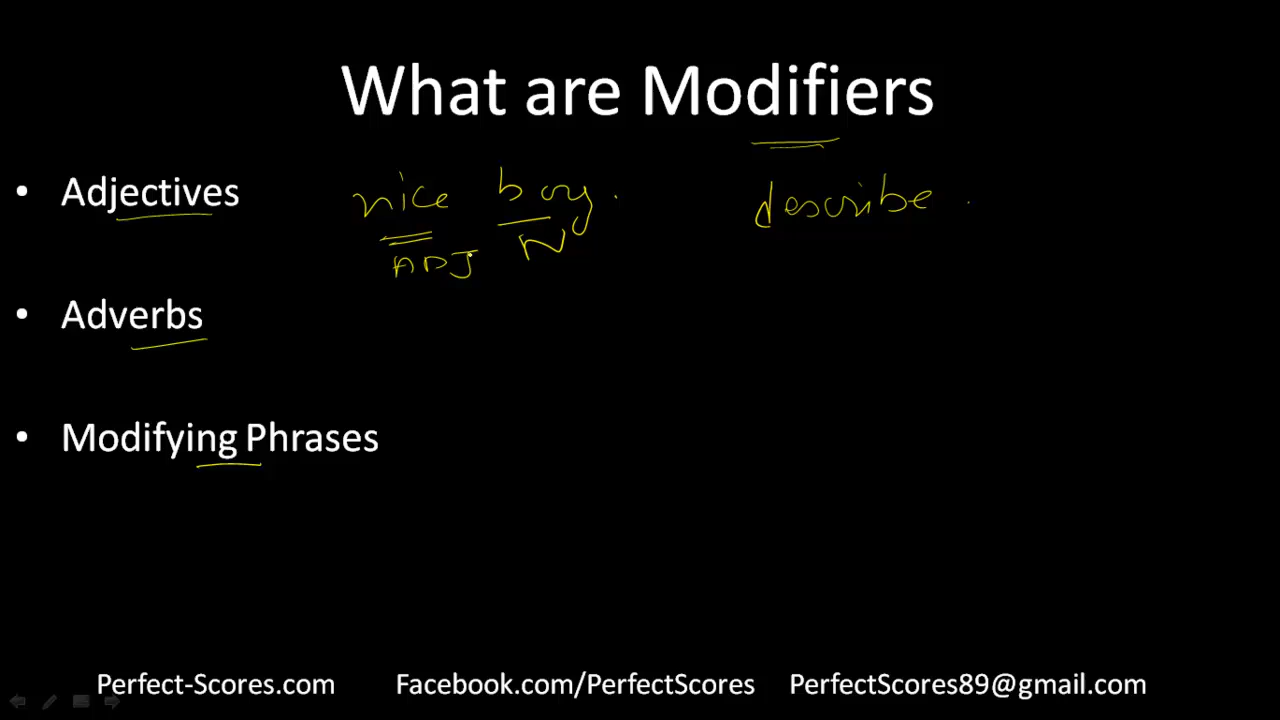 What are Modifiers
• Adjectives nice boy. describe.
ADJ N
• Adverbs
• Modifying Phrases
Perfect-Scores.com Facebook.com/PerfectScores PerfectScores89@gmail.com